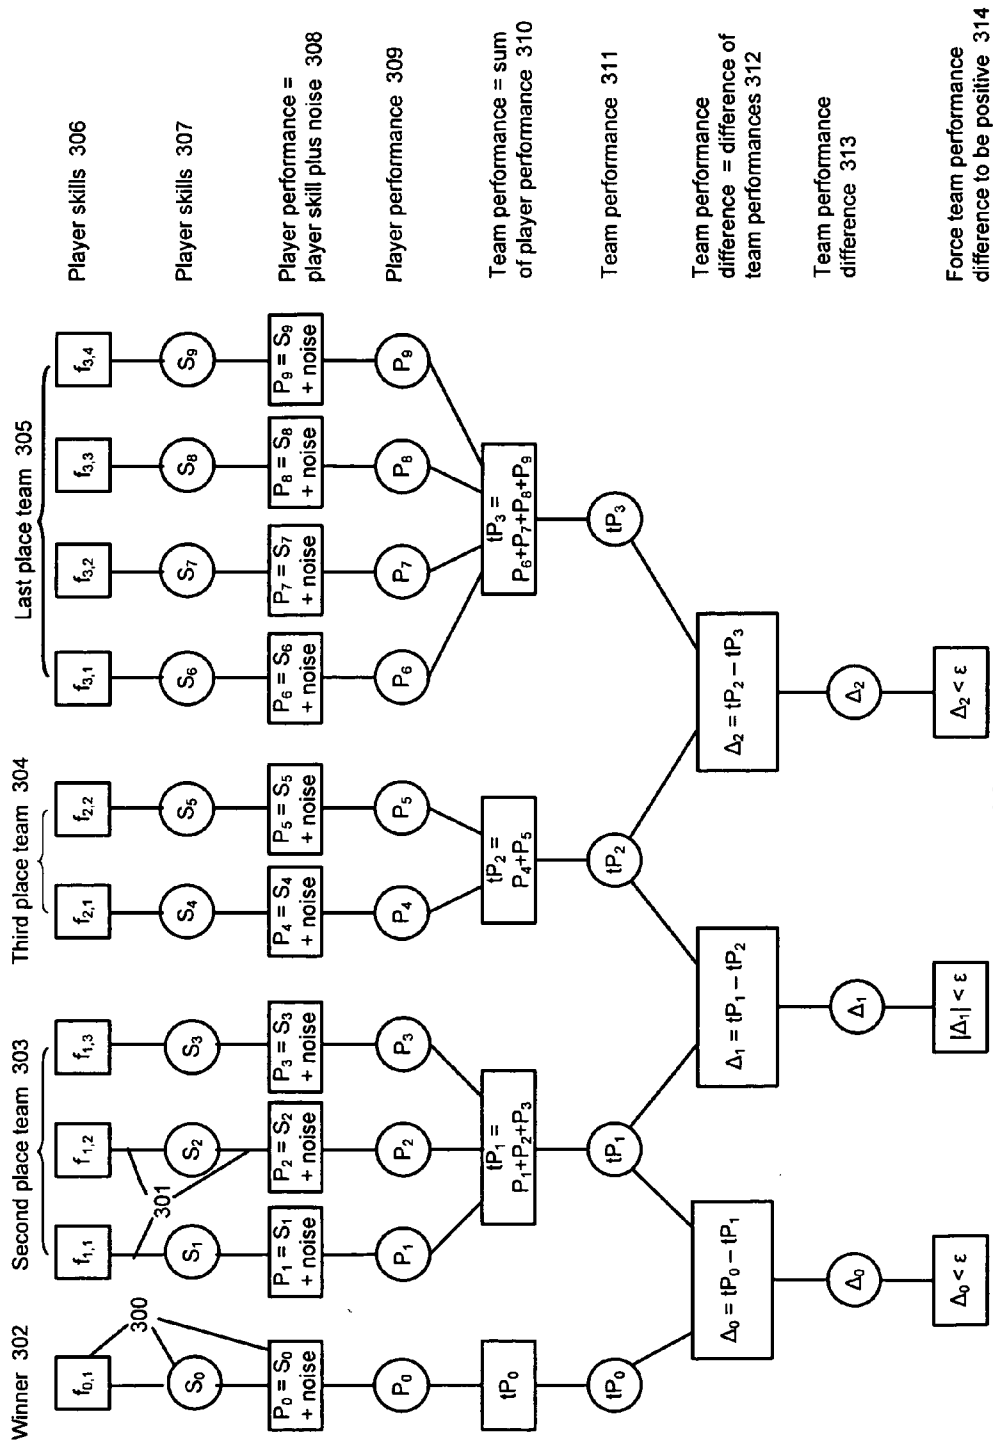 Winner 302
Second place team 303
Third place team 304
Last place team 305
f0,1
f1,1
f1,2
f1,3
f2,1
f2,2
f3,1
f3,2
f3,3
f3,4
Player skills 306
300
301
S0
S1
S2
S3
S4
S5
S6
S7
S8
S9
Player skills 307
P0 = S0
+ noise
P1 = S1
+ noise
P2 = S2
+ noise
P3 = S3
+ noise
P4 = S4
+ noise
P5 = S5
+ noise
P6 = S6
+ noise
P7 = S7
+ noise
P8 = S8
+ noise
P9 = S9
+ noise
Player performance =
player skill plus noise 308
P0
P1
P2
P3
P4
P5
P6
P7
P8
P9
Player performance 309
tP0
tP1 =
P1+P2+P3
tP2 =
P4+P5
tP3 =
P6+P7+P8+P9
Team performance = sum
of player performance 310
tP0
tP1
tP2
tP3
Team performance 311
Δ0 = tP0 – tP1
Δ1 = tP1 – tP2
Δ2 = tP2 – tP3
Team performance
difference = difference of
team performances 312
Δ0
Δ1
Δ2
Team performance
difference 313
Δ0 < ε
|Δ1| < ε
Δ2 < ε
Force team performance
difference to be positive 314